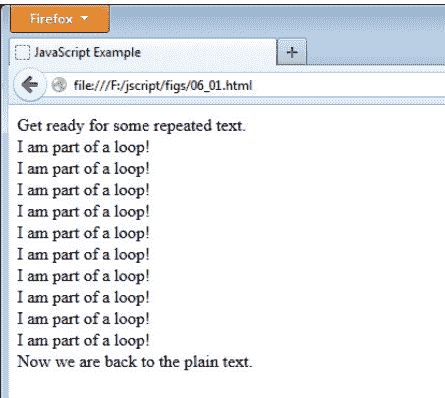 Firefox
JavaScript Example
+
file:///F:/jscript/figs/06_01.html
Get ready for some repeated text.
I am part of a loop!
I am part of a loop!
I am part of a loop!
I am part of a loop!
I am part of a loop!
I am part of a loop!
I am part of a loop!
I am part of a loop!
I am part of a loop!
I am part of a loop!
Now we are back to the plain text.